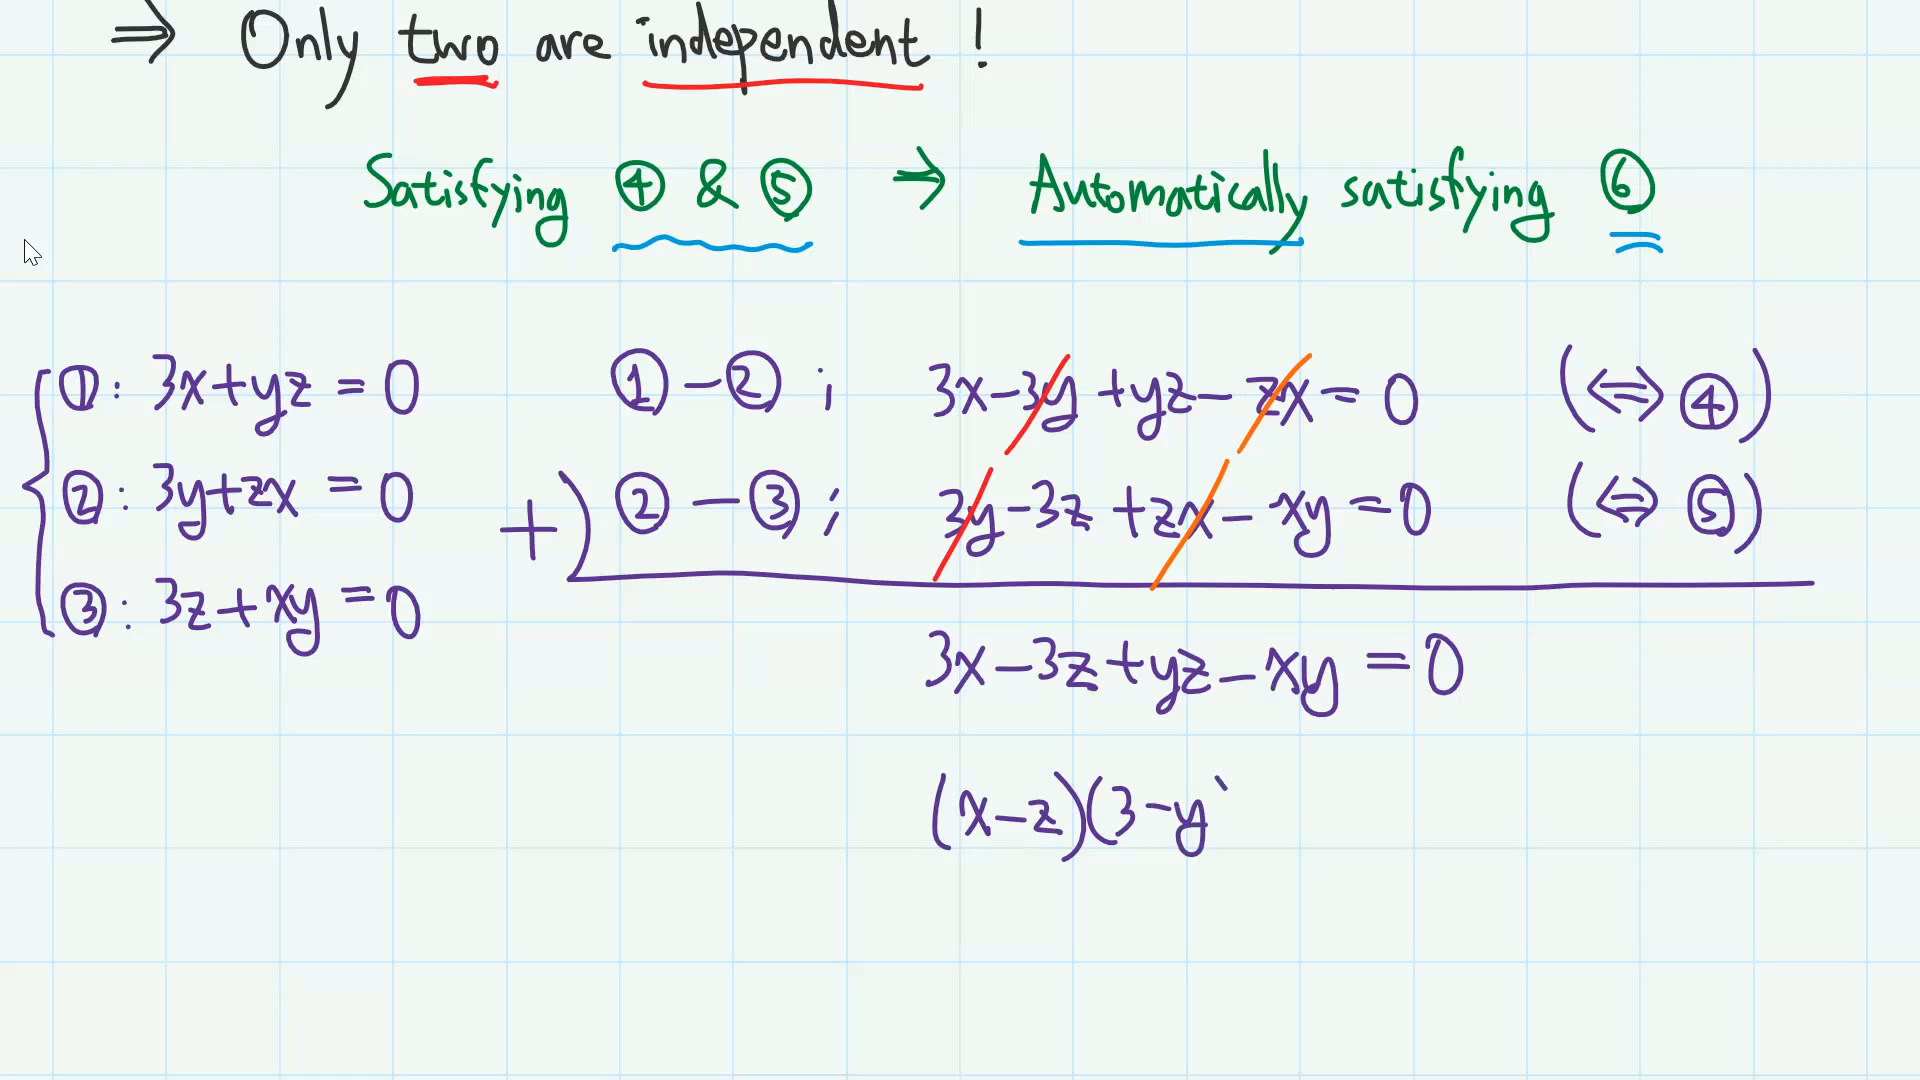 ⇒ Only two are independent!
Satisfying ④ & ⑤ → Automatically satisfying ⑥
①: 3x+yz=0 ①-②; 3x-3y+yz-zx=0 (⇔④)
②: 3y+zx=0 +) ②-③; 3y-3z+zx-xy=0 (⇔⑤)
③: 3z+xy=0
3x-3z+yz-xy=0
(x-z)(3-y